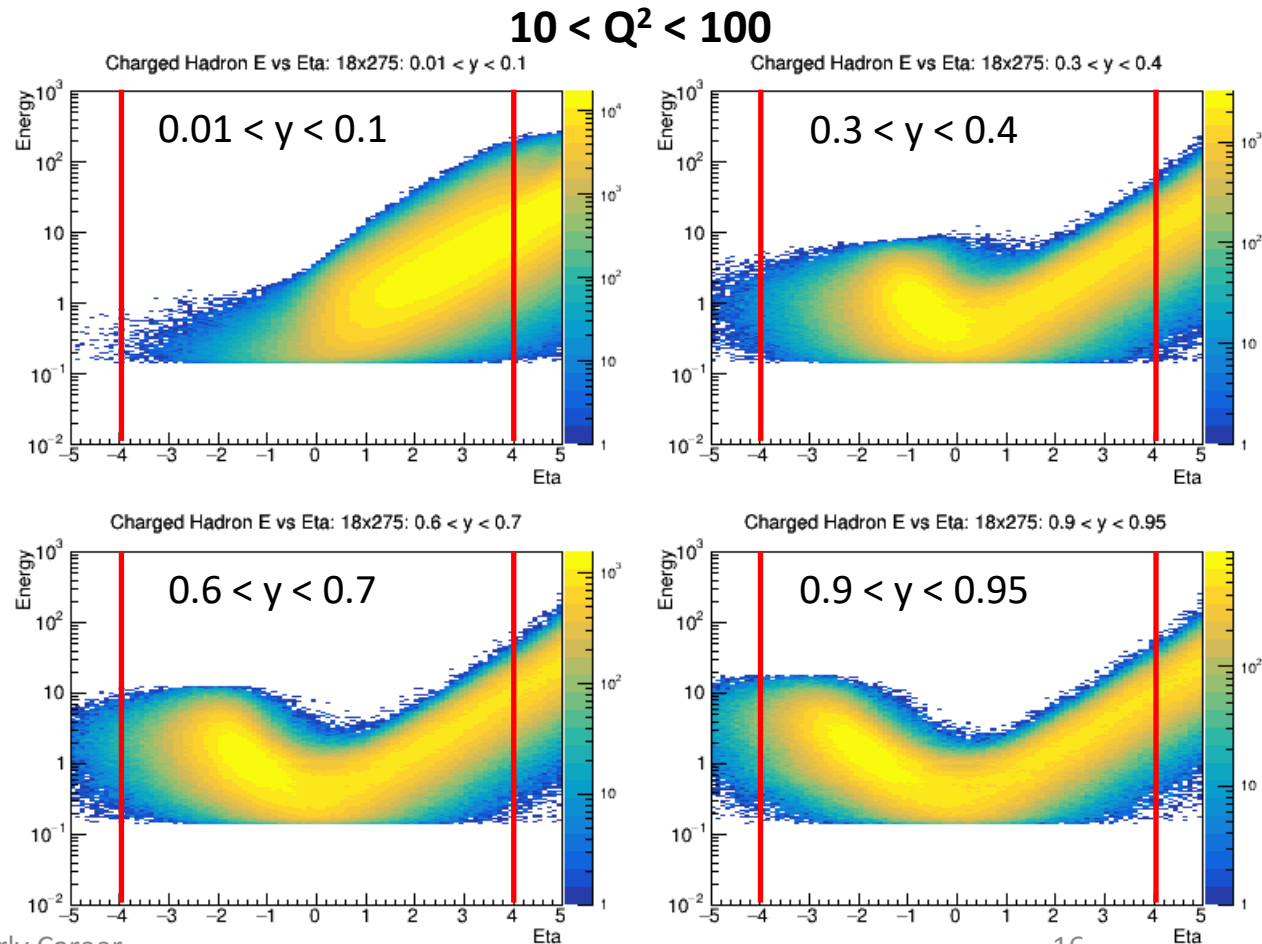 10 < Q² < 100
Charged Hadron E vs Eta: 18x275: 0.01 < y < 0.1
Energy
0.01 < y < 0.1
10³
10²
10
1
10⁻¹
10⁻²
−5 −4 −3 −2 −1 0 1 2 3 4 5
Eta
10⁴
10³
10²
10
1
Charged Hadron E vs Eta: 18x275: 0.3 < y < 0.4
Energy
0.3 < y < 0.4
10³
10²
10
1
10⁻¹
10⁻²
−5 −4 −3 −2 −1 0 1 2 3 4 5
Eta
10³
10²
10
1
Charged Hadron E vs Eta: 18x275: 0.6 < y < 0.7
Energy
0.6 < y < 0.7
10³
10²
10
1
10⁻¹
10⁻²
−5 −4 −3 −2 −1 0 1 2 3 4 5
Eta
10³
10²
10
1
Charged Hadron E vs Eta: 18x275: 0.9 < y < 0.95
Energy
0.9 < y < 0.95
10³
10²
10
1
10⁻¹
10⁻²
−5 −4 −3 −2 −1 0 1 2 3 4 5
Eta
10²
10
1
rly Career
16